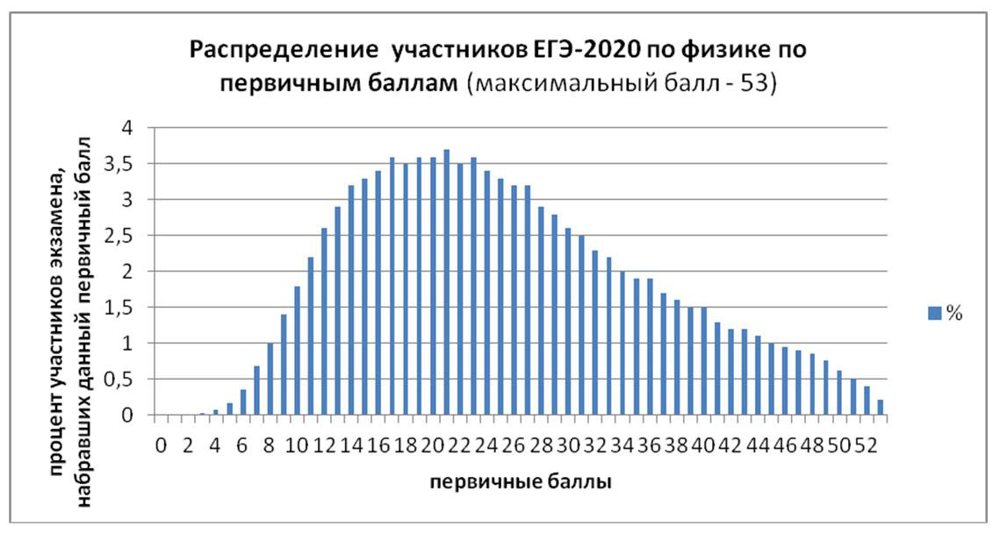 Распределение участников ЕГЭ-2020 по физике по
первичным баллам (максимальный балл - 53)
процент участников экзамена,
набравших данный первичный балл
4
3,5
3
2,5
2
1,5
1
0,5
0
0 2 4 6 8 10 12 14 16 18 20 22 24 26 28 30 32 34 36 38 40 42 44 46 48 50 52
первичные баллы
%